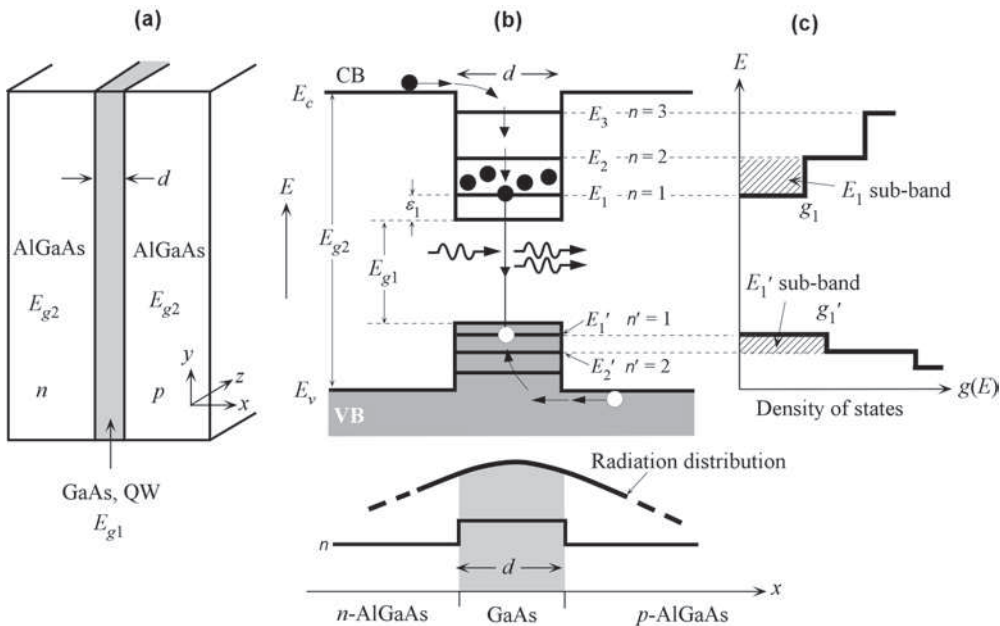 (a)
d
AlGaAs
AlGaAs
E_g2
E_g2
n
p
y
z
x
GaAs, QW
E_g1
(b)
CB
d
E_c
E_3 n = 3
E_2 n = 2
E_1 n = 1
ε_1
E
E_g2
E_g1
E_1′ n′ = 1
E_2′ n′ = 2
E_v
VB
Radiation distribution
n
d
x
n-AlGaAs
GaAs
p-AlGaAs
(c)
E
E_1 sub-band
g_1
E_1′ sub-band
g_1′
g(E)
Density of states